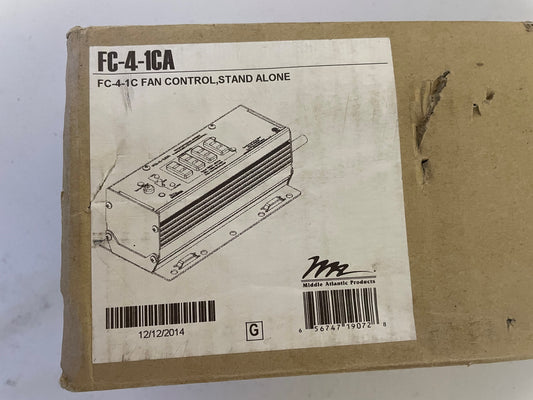 FC-4-1CA
FC-4-1C FAN CONTROL,STAND ALONE
Middle Atlantic Products
12/12/2014
G
6 56747 19072 8